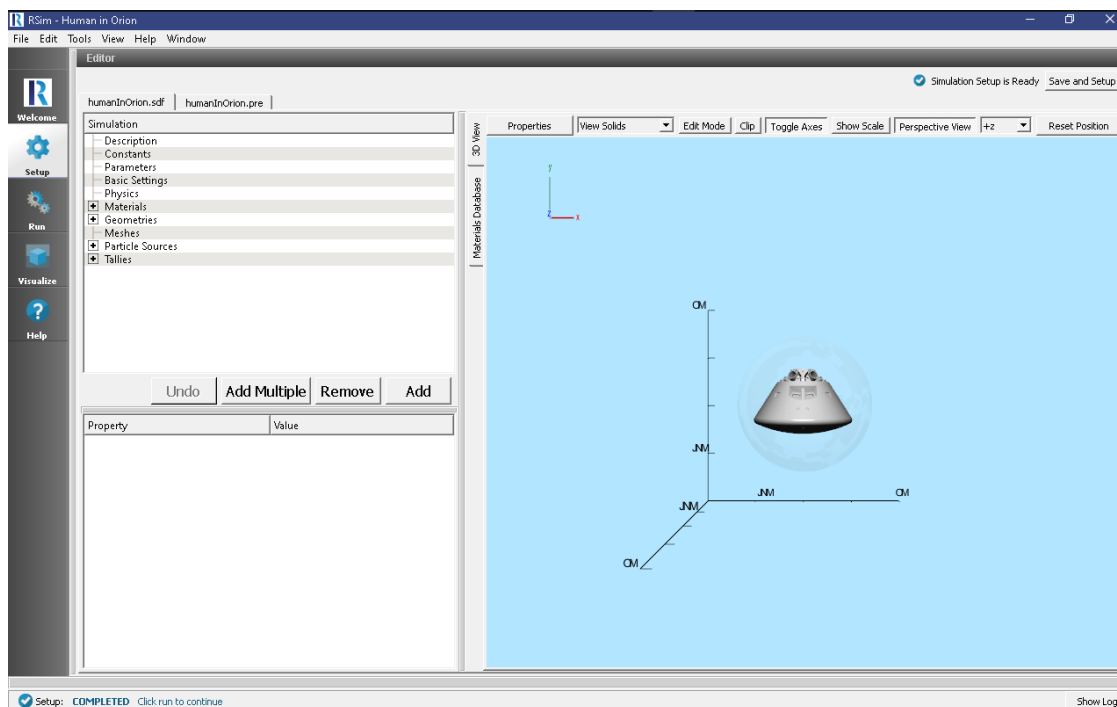 RSim - Human in Orion
File Edit Tools View Help Window
Editor
Simulation Setup is Ready Save and Setup
humanInOrion.sdf humanInOrion.pre
Welcome
Setup
Run
Visualize
Help
Simulation
Description
Constants
Parameters
Basic Settings
Physics
Materials
Geometries
Meshes
Particle Sources
Tallies
Undo Add Multiple Remove Add
Property Value
3D View
Materials Database
Properties View Solids Edit Mode Clip Toggle Axes Show Scale Perspective View +z Reset Position
y
z x
Setup: COMPLETED Click run to continue
Show Log